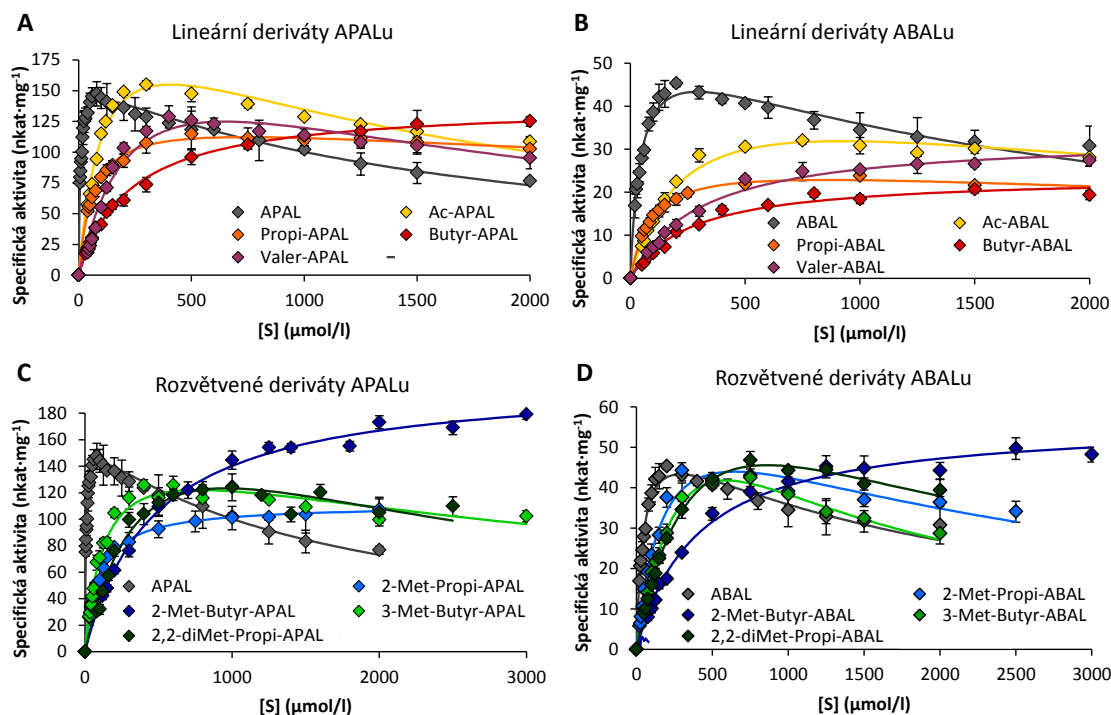 A
Lineární deriváty APALu
Specifická aktivita (nkat·mg⁻¹)
175
150
125
100
75
50
25
0
APAL
Ac-APAL
Propi-APAL
Butyr-APAL
Valer-APAL
–
0
500
1000
1500
2000
[S] (µmol/l)
B
Lineární deriváty ABALu
Specifická aktivita (nkat·mg⁻¹)
50
40
30
20
10
0
ABAL
Ac-ABAL
Propi-ABAL
Butyr-ABAL
Valer-ABAL
0
500
1000
1500
2000
[S] (µmol/l)
C
Rozvětvené deriváty APALu
Specifická aktivita (nkat·mg⁻¹)
180
160
140
120
100
80
60
40
20
0
APAL
2-Met-Propi-APAL
2-Met-Butyr-APAL
3-Met-Butyr-APAL
2,2-diMet-Propi-APAL
0
1000
2000
3000
[S] (µmol/l)
D
Rozvětvené deriváty ABALu
Specifická aktivita (nkat·mg⁻¹)
60
50
40
30
20
10
0
ABAL
2-Met-Propi-ABAL
2-Met-Butyr-ABAL
3-Met-Butyr-ABAL
2,2-diMet-Propi-ABAL
0
500
1000
1500
2000
2500
3000
[S] (µmol/l)